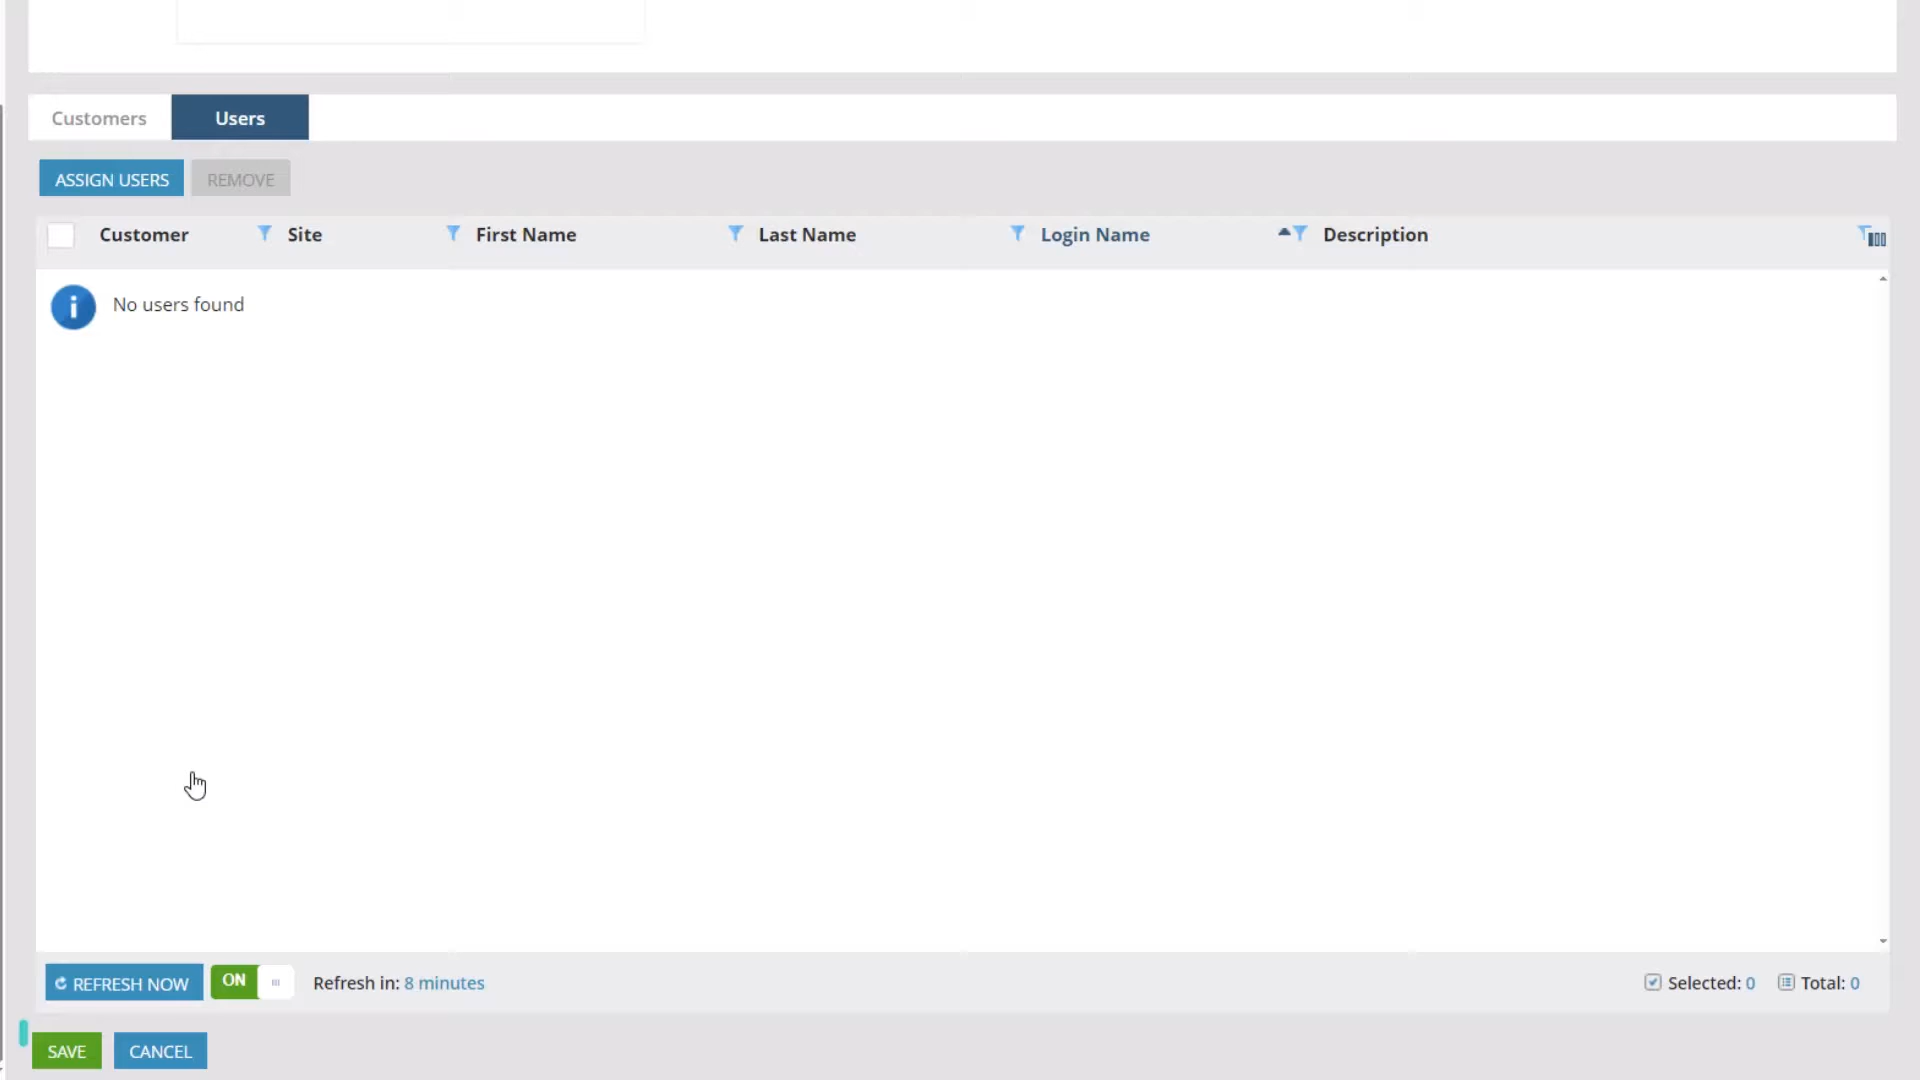 Customers Users
ASSIGN USERS REMOVE
Customer Site First Name Last Name Login Name Description
No users found
REFRESH NOW ON Refresh in: 8 minutes Selected: 0 Total: 0
SAVE CANCEL